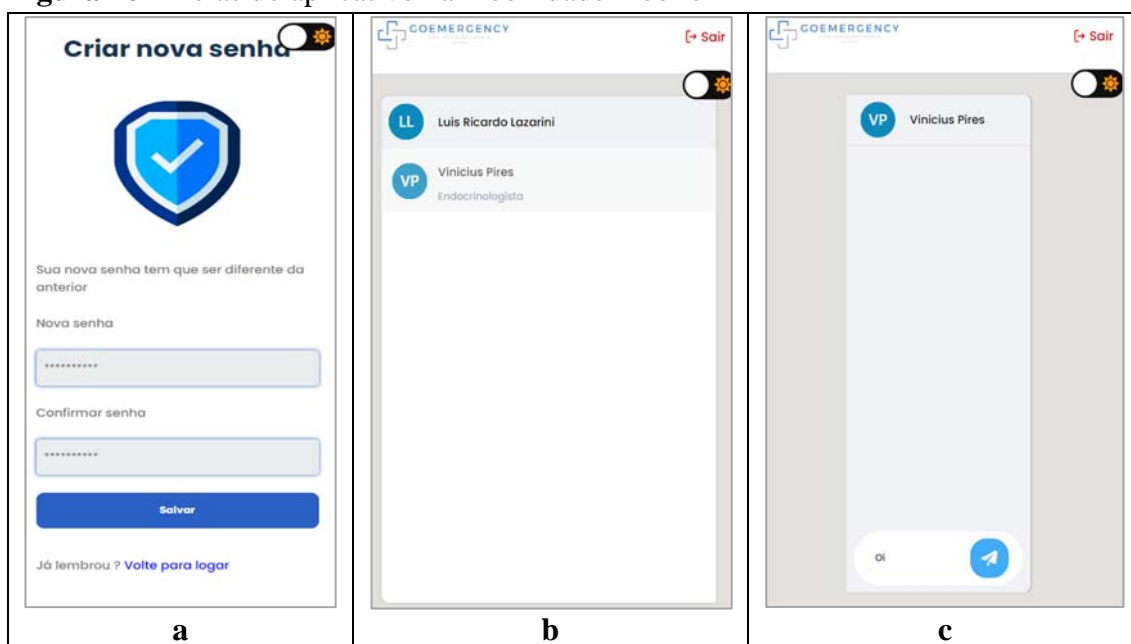 Criar nova senha
Sua nova senha tem que ser diferente da
anterior
Nova senha
**********
Confirmar senha
**********
Salvar
Já lembrou ? Volte para logar
a
GOEMERGENCY
Sair
LL Luis Ricardo Lazarini
VP Vinicius Pires
Endocrinologista
b
GOEMERGENCY
Sair
VP Vinicius Pires
Oi
c